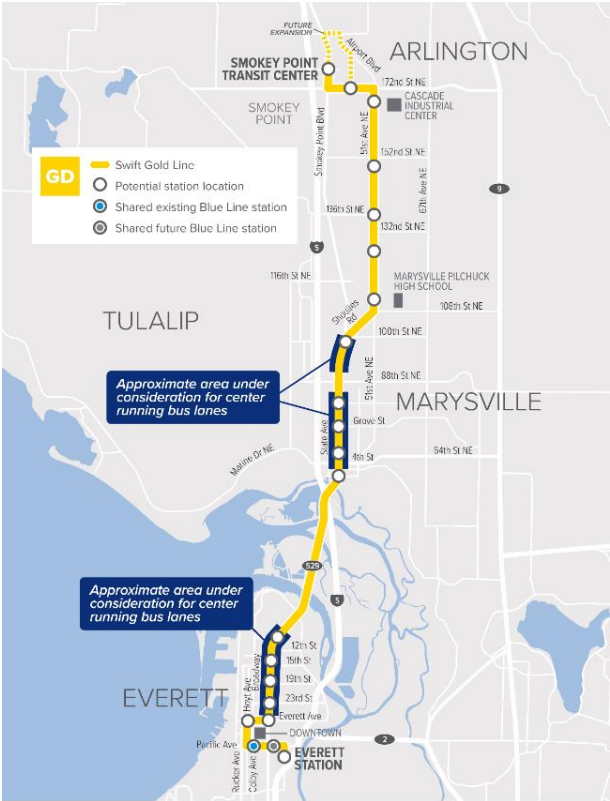 FUTURE
EXPANSION
Airport Blvd
ARLINGTON
SMOKEY POINT
TRANSIT CENTER
172nd St NE
CASCADE
INDUSTRIAL
CENTER
SMOKEY
POINT
Smokey Point Blvd
51st Ave NE
152nd St NE
67th Ave NE
GD
Swift Gold Line
Potential station location
Shared existing Blue Line station
Shared future Blue Line station
9
136th St NE
132nd St NE
5
116th St NE
MARYSVILLE PILCHUCK
HIGH SCHOOL
108th St NE
TULALIP
Shoultes
Rd
100th St NE
51st Ave NE
88th St NE
Approximate area under
consideration for center
running bus lanes
MARYSVILLE
State Ave
Grove St
Marine Dr NE
4th St
64th St NE
529
5
Approximate area under
consideration for center
running bus lanes
12th St
Broadway
15th St
19th St
EVERETT
Hoyt Ave
23rd St
Everett Ave
DOWNTOWN
Pacific Ave
2
EVERETT
STATION
Rucker Ave
Colby Ave